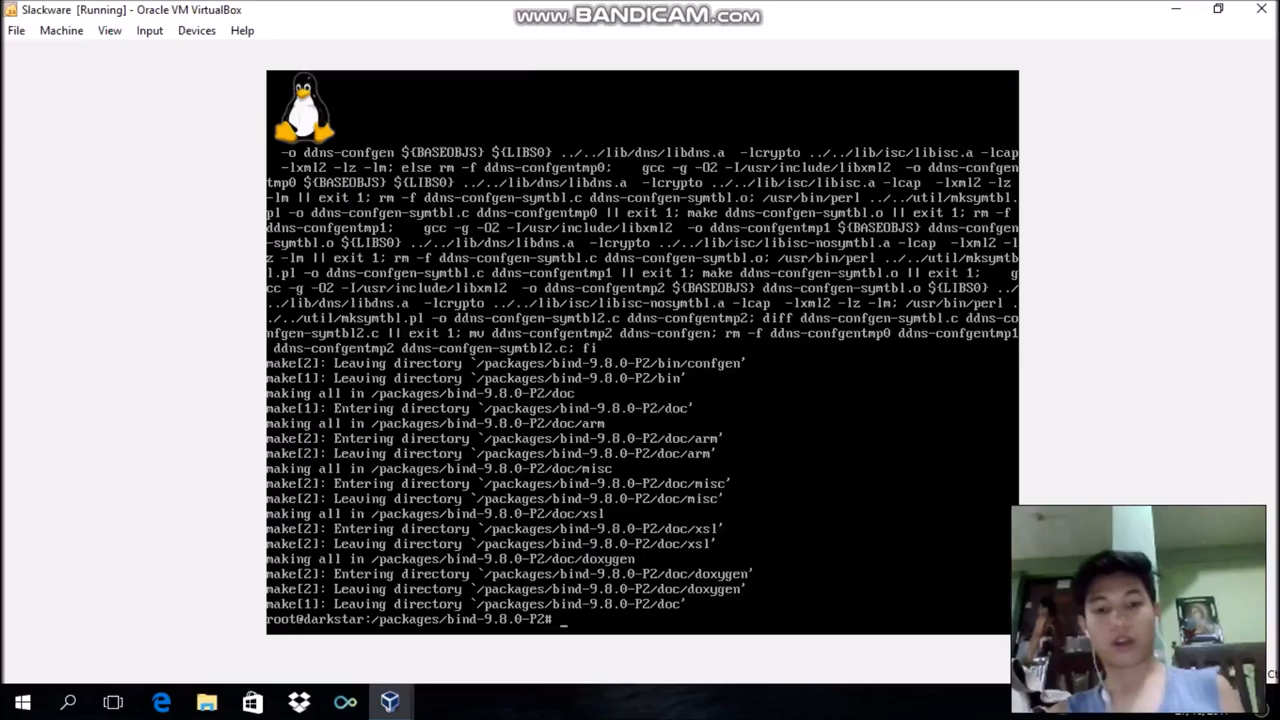 Slackware [Running] - Oracle VM VirtualBox
www.BANDICAM.com
File Machine View Input Devices Help
-o ddns-confgen ${BASEOBJS} ${LIBS0} ../../lib/dns/libdns.a -lcrypto ../../lib/isc/libisc.a -lcap
-lxml2 -lz -lm; else rm -f ddns-confgentmp0; gcc -g -O2 -I/usr/include/libxml2 -o ddns-confgen
tmp0 ${BASEOBJS} ${LIBS0} ../../lib/dns/libdns.a -lcrypto ../../lib/isc/libisc.a -lcap -lxml2 -lz
-lm || exit 1; rm -f ddns-confgen-symtbl.c ddns-confgen-symtbl.o; /usr/bin/perl ../../util/mksymtbl.
pl -o ddns-confgen-symtbl.c ddns-confgentmp0 || exit 1; make ddns-confgen-symtbl.o || exit 1; rm -f
ddns-confgentmp1; gcc -g -O2 -I/usr/include/libxml2 -o ddns-confgentmp1 ${BASEOBJS} ddns-confgen
-symtbl.o ${LIBS0} ../../lib/dns/libdns.a -lcrypto ../../lib/isc/libisc-nosymtbl.a -lcap -lxml2 -l
z -lm || exit 1; rm -f ddns-confgen-symtbl.c ddns-confgen-symtbl.o; /usr/bin/perl ../../util/mksymtb
l.pl -o ddns-confgen-symtbl.c ddns-confgentmp1 || exit 1; make ddns-confgen-symtbl.o || exit 1; g
cc -g -O2 -I/usr/include/libxml2 -o ddns-confgentmp2 ${BASEOBJS} ddns-confgen-symtbl.o ${LIBS0} ../
../lib/dns/libdns.a -lcrypto ../../lib/isc/libisc-nosymtbl.a -lcap -lxml2 -lz -lm; /usr/bin/perl .
./../util/mksymtbl.pl -o ddns-confgen-symtbl2.c ddns-confgentmp2; diff ddns-confgen-symtbl.c ddns-co
nfgen-symtbl2.c || exit 1; mv ddns-confgentmp2 ddns-confgen; rm -f ddns-confgentmp0 ddns-confgentmp1
ddns-confgentmp2 ddns-confgen-symtbl2.c; fi
make[2]: Leaving directory `/packages/bind-9.8.0-P2/bin/confgen'
make[1]: Leaving directory `/packages/bind-9.8.0-P2/bin'
making all in /packages/bind-9.8.0-P2/doc
make[1]: Entering directory `/packages/bind-9.8.0-P2/doc'
making all in /packages/bind-9.8.0-P2/doc/arm
make[2]: Entering directory `/packages/bind-9.8.0-P2/doc/arm'
make[2]: Leaving directory `/packages/bind-9.8.0-P2/doc/arm'
making all in /packages/bind-9.8.0-P2/doc/misc
make[2]: Entering directory `/packages/bind-9.8.0-P2/doc/misc'
make[2]: Leaving directory `/packages/bind-9.8.0-P2/doc/misc'
making all in /packages/bind-9.8.0-P2/doc/xsl
make[2]: Entering directory `/packages/bind-9.8.0-P2/doc/xsl'
make[2]: Leaving directory `/packages/bind-9.8.0-P2/doc/xsl'
making all in /packages/bind-9.8.0-P2/doc/doxygen
make[2]: Entering directory `/packages/bind-9.8.0-P2/doc/doxygen'
make[2]: Leaving directory `/packages/bind-9.8.0-P2/doc/doxygen'
make[1]: Leaving directory `/packages/bind-9.8.0-P2/doc'
root@darkstar:/packages/bind-9.8.0-P2# _